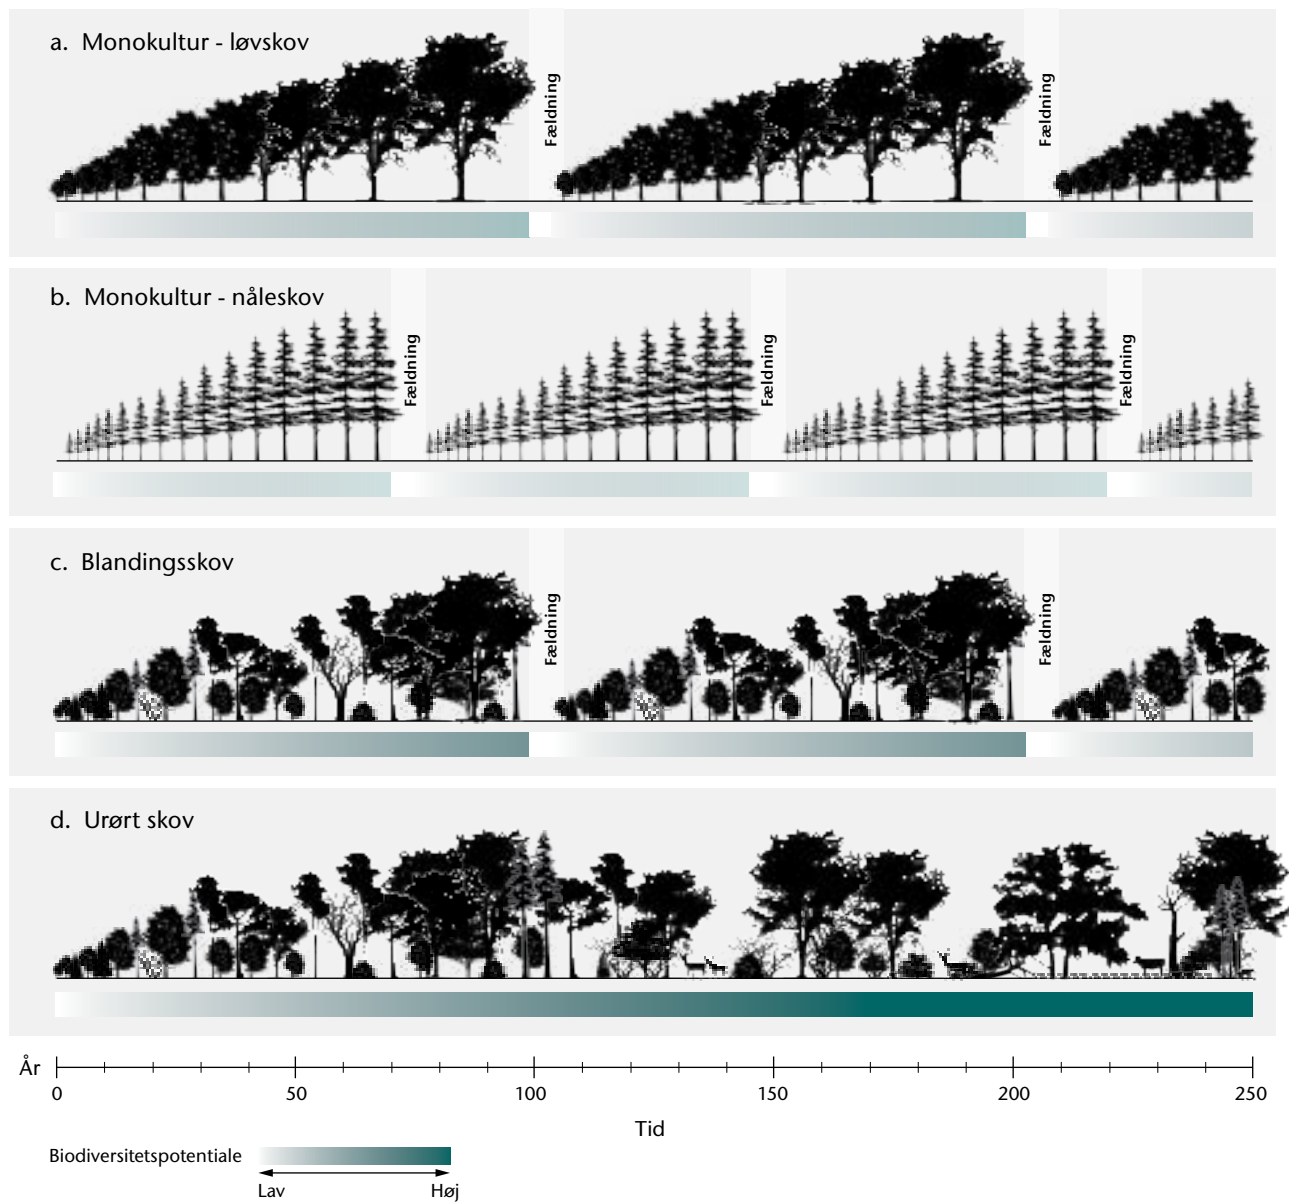 a. Monokultur - løvskov
Fældning
Fældning
b. Monokultur - nåleskov
Fældning
Fældning
Fældning
c. Blandingsskov
Fældning
Fældning
d. Urørt skov
År
0 50 100 150 200 250
Tid
Biodiversitetspotentiale
Lav Høj